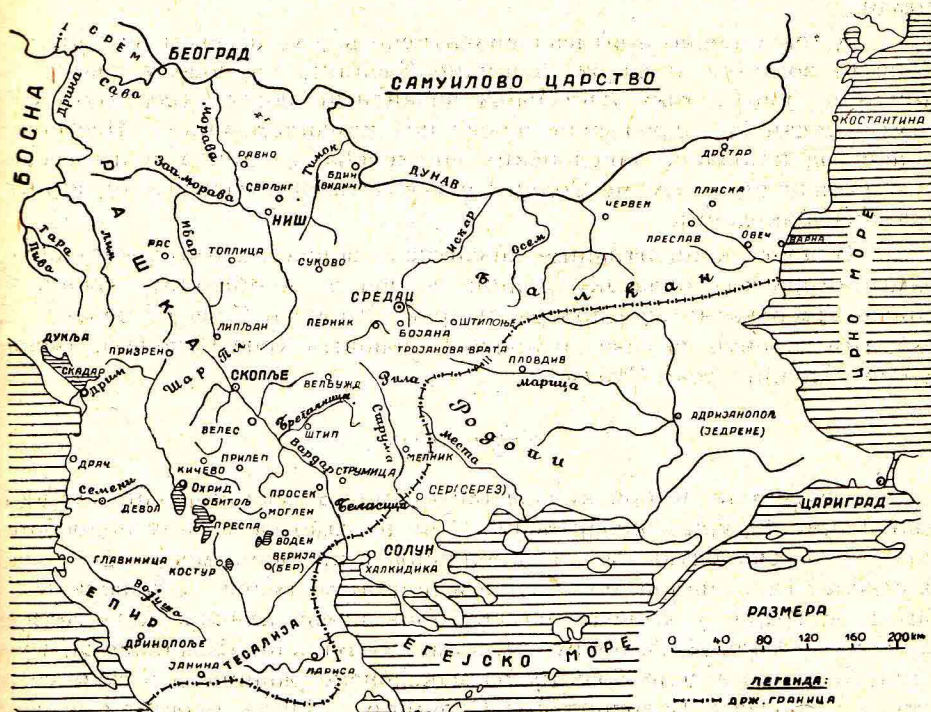 САМУИЛОВО ЦАРСТВО
СРЕМ
БЕОГРАД
Сава
БОСНА
Дрина
Морава
РАВНО
Тимок
БДИН
(ВИДИН)
ДУНАВ
ДРСТАР
КОСТАНТИНА
Зап морава
СВРЉИГ
НИШ
ЧЕРВЕН
ПЛИСКА
ПРЕСЛАВ
ОВЕЧ
ВАРНА
РАШКА
Тара
Пива
Лим
РАС
Ибар
ТОПЛИЦА
СУКОВО
Искар
Осем
Балкан
ЦРНО МОРЕ
СРЕДАЦ
ДУКЉА
ЛИПЉАН
ПЕРНИК
БОЈАНА
ШТИПОЊЕ
ТРОЈАНОВА ВРАТА
ПРИЗРЕН
СКАДАР
Дрим
Шар Пл
СКОПЉЕ
ВЕЛБУЖД
Рила
ПЛОВДИВ
марица
Родопи
Брегалница
ШТИП
Струма
места
АДРИЈАНОПОЉ
(ЈЕДРЕНЕ)
ВЕЛЕС
Вардар
МЕЛНИК
ДРАЧ
КИЧЕВО
ПРИЛЕП
СТРУМИЦА
Семени
ДЕВОЛ
ОХРИД
БИТОЉ
ПРОСЕК
МОГЛЕН
Беласица
СЕР(СЕРЕЗ)
ЦАРИГРАД
ПРЕСПА
ВОДЕН
ГЛАВИНИЦА
КОСТУР
ВЕРИЈА
(БЕР)
СОЛУН
ХАЛКИДИКА
ЕПИР
Војуша
ДРИНОПОЉЕ
ЈАНИНА
ТЕСАЛИЈА
ЛАРИСА
ЕГЕЈСКО МОРЕ
РАЗМЕРА
0 40 80 120 160 200км
ЛЕГЕНДА:
ДРЖ. ГРАНИЦА